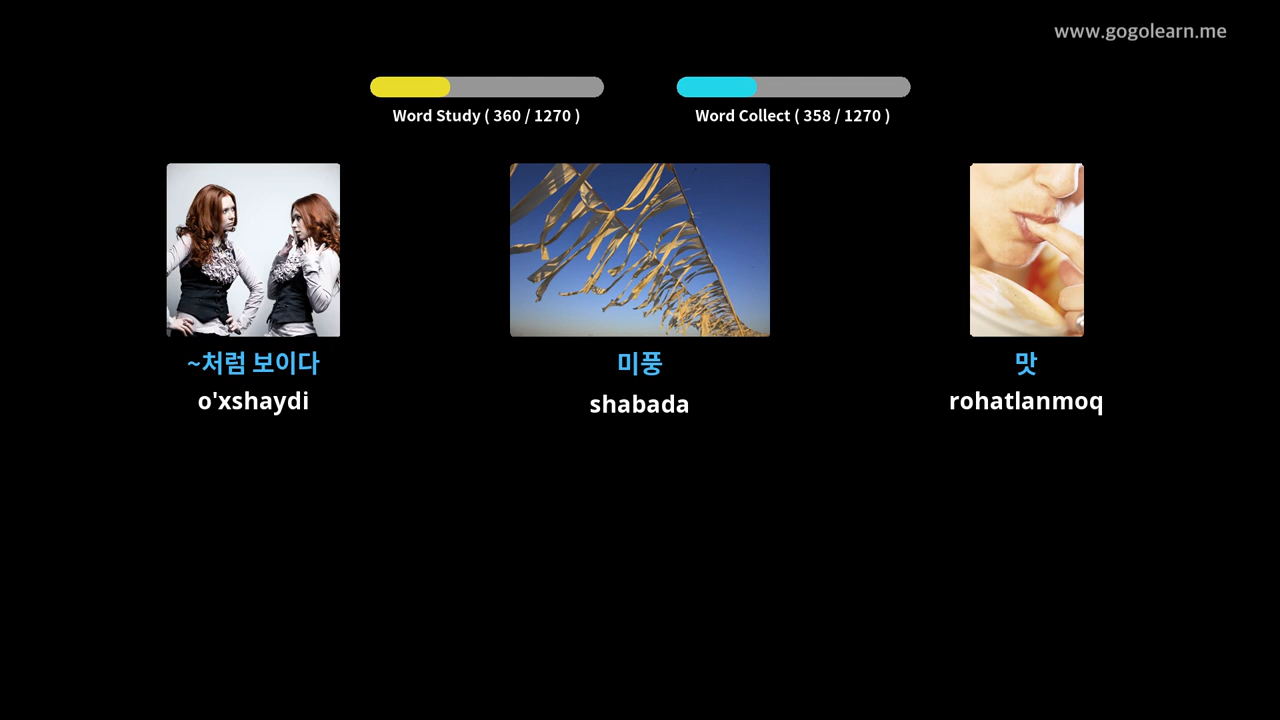 www.gogolearn.me
Word Study ( 360 / 1270 )
Word Collect ( 358 / 1270 )
~처럼 보이다
o'xshaydi
미풍
shabada
맛
rohatlanmoq